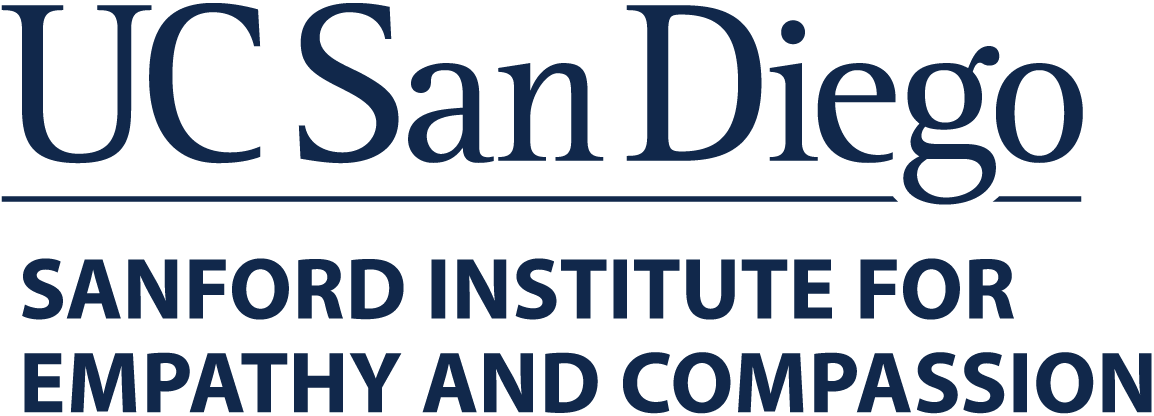 UC San Diego
SANFORD INSTITUTE FOR
EMPATHY AND COMPASSION